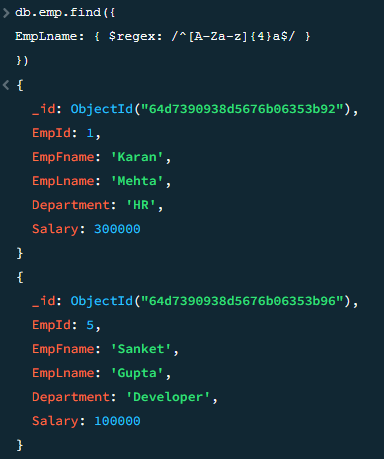 > db.emp.find({
EmpLname: { $regex: /^[A-Za-z]{4}a$/ }
})
< {
_id: ObjectId("64d7390938d5676b06353b92"),
EmpId: 1,
EmpFname: 'Karan',
EmpLname: 'Mehta',
Department: 'HR',
Salary: 300000
}
{
_id: ObjectId("64d7390938d5676b06353b96"),
EmpId: 5,
EmpFname: 'Sanket',
EmpLname: 'Gupta',
Department: 'Developer',
Salary: 100000
}